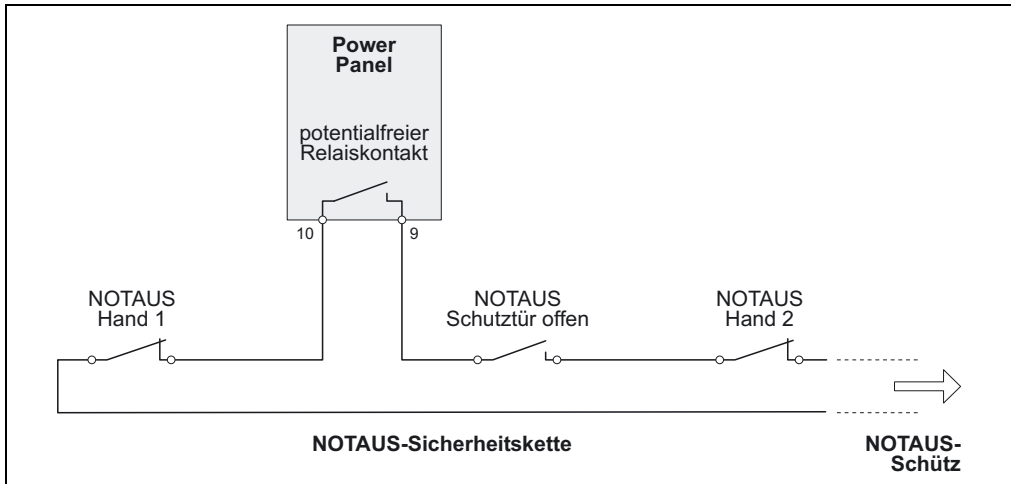 Power
Panel
potentialfreier
Relaiskontakt
10
9
NOTAUS
Hand 1
NOTAUS
Schutztür offen
NOTAUS
Hand 2
NOTAUS-Sicherheitskette
NOTAUS-
Schütz